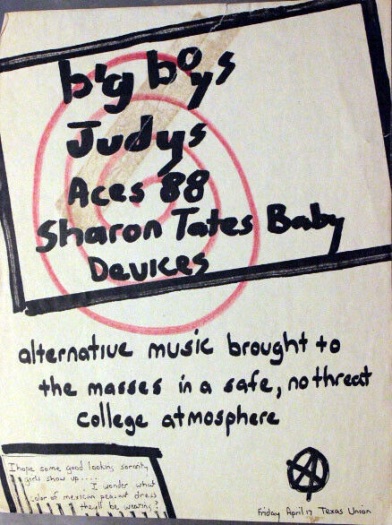 big boys
Judys
Aces 88
Sharon Tates Baby
Devices
alternative music brought to
the masses in a safe, no threat
college atmosphere
I hope some good looking sorority
girls show up....
I wonder what
color of mexican peasant dress
they'll be wearing?
Friday April 17 Texas Union